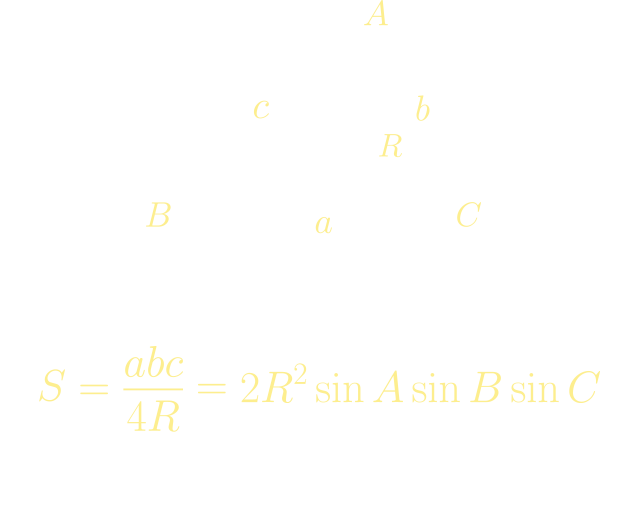 A
c
b
R
B
a
C
S = \frac{abc}{4R} = 2R^2 \sin A \sin B \sin C